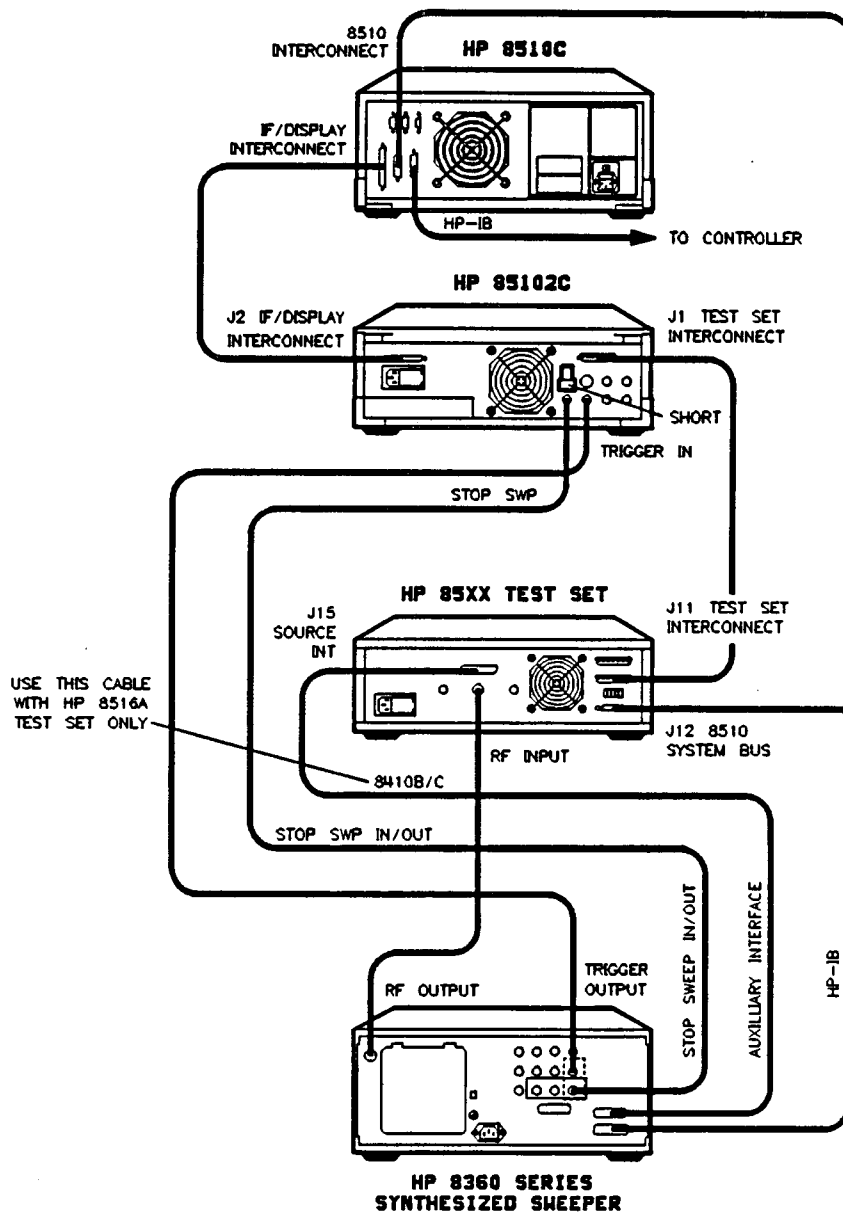 8510
INTERCONNECT
HP 8510C
IF/DISPLAY
INTERCONNECT
HP-IB
TO CONTROLLER
HP 85102C
J2 IF/DISPLAY
INTERCONNECT
J1 TEST SET
INTERCONNECT
SHORT
TRIGGER IN
STOP SWP
HP 85XX TEST SET
J15
SOURCE
INT
J11 TEST SET
INTERCONNECT
USE THIS CABLE
WITH HP 8516A
TEST SET ONLY
J12 8510
SYSTEM BUS
RF INPUT
8410B/C
STOP SWP IN/OUT
STOP SWEEP IN/OUT
AUXILLIARY INTERFACE
HP-IB
RF OUTPUT
TRIGGER
OUTPUT
HP 8360 SERIES
SYNTHESIZED SWEEPER